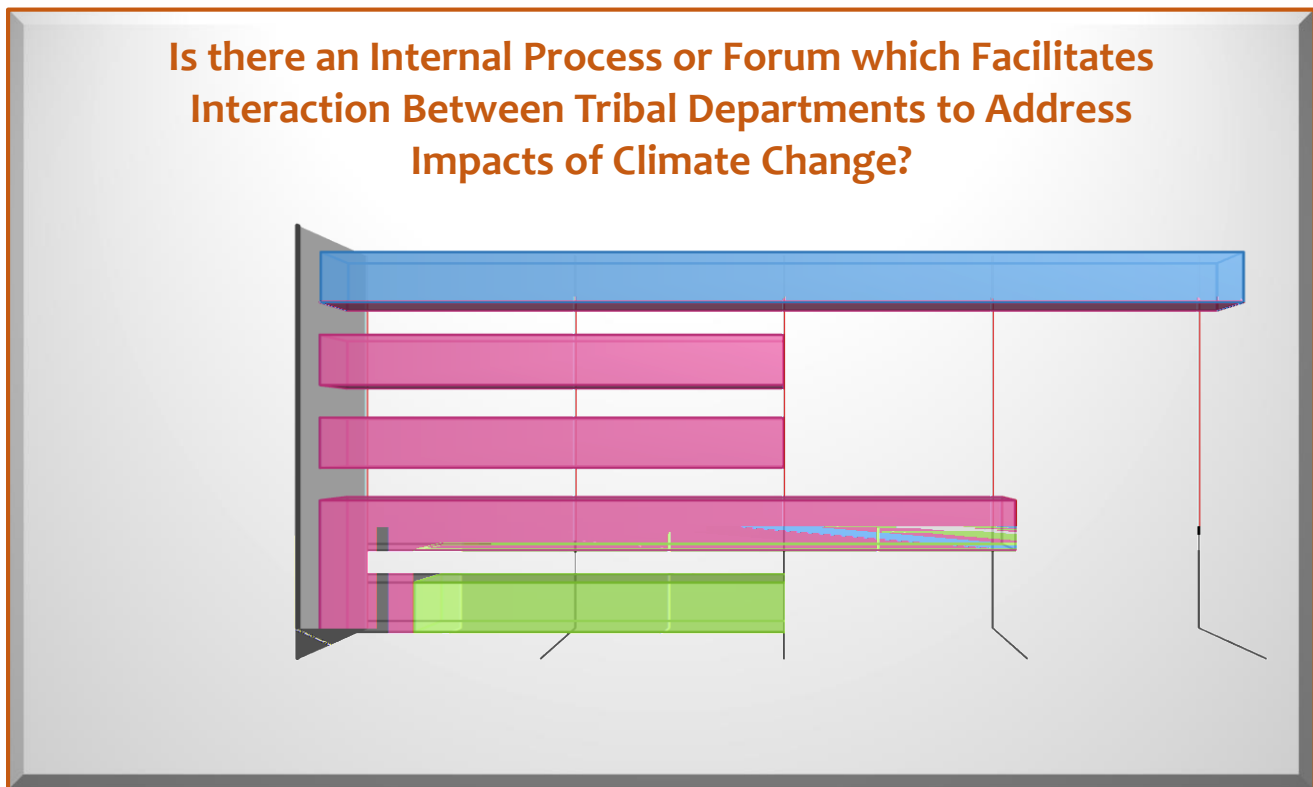 Is there an Internal Process or Forum which Facilitates
Interaction Between Tribal Departments to Address
Impacts of Climate Change?